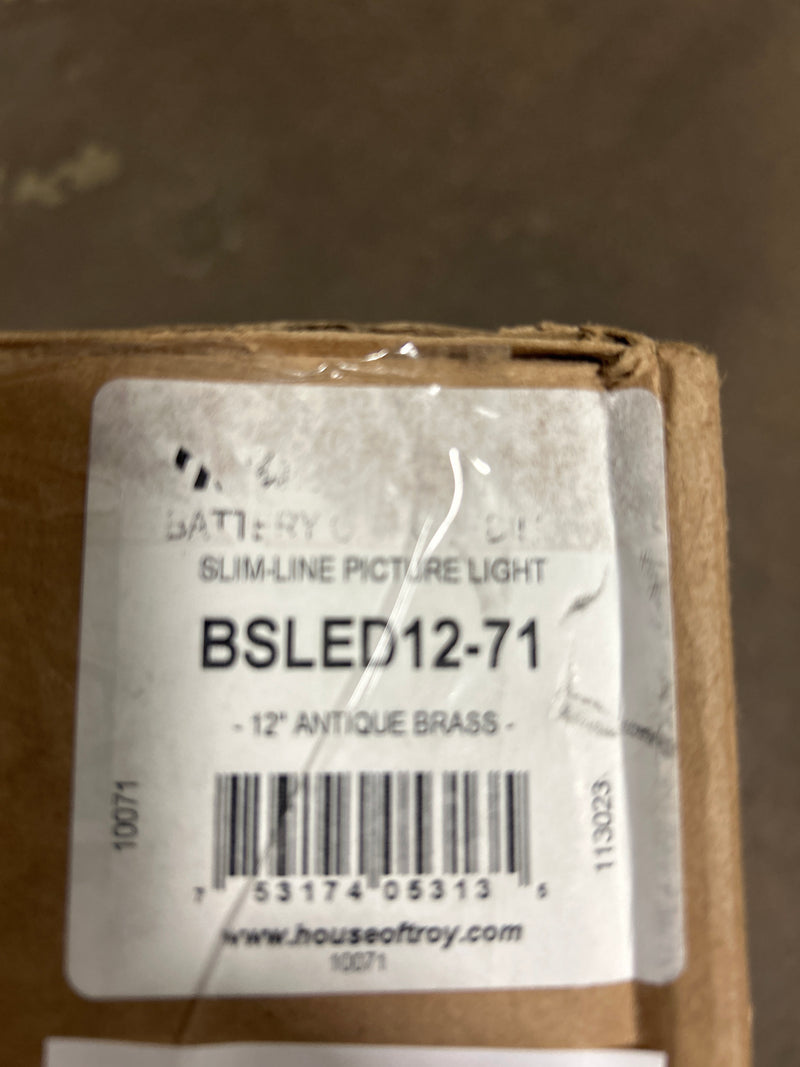 BATTERY
SLIM-LINE PICTURE LIGHT
BSLED12-71
- 12" ANTIQUE BRASS -
10071
113023
7 53174 05313 5
www.houseoftroy.com
10071